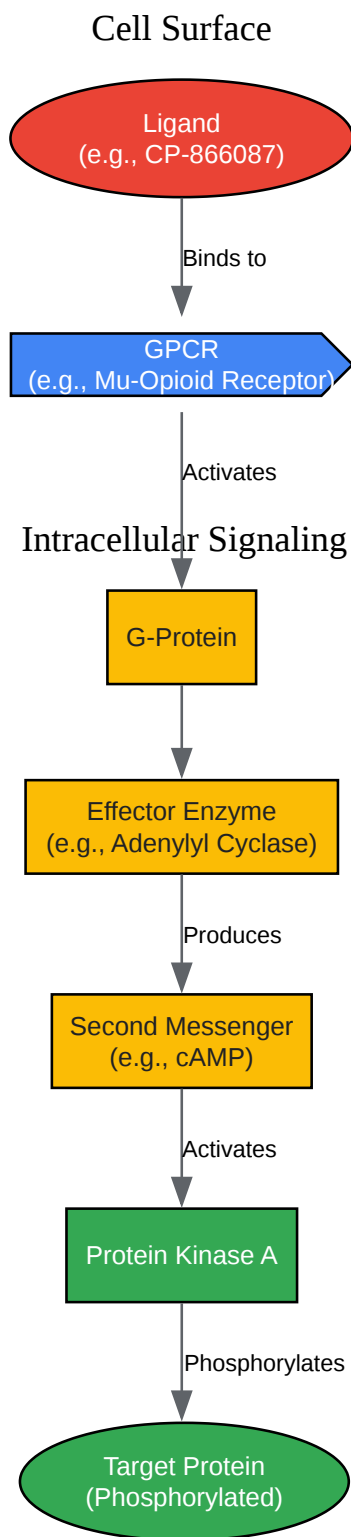 Cell Surface
Ligand
(e.g., CP-866087)
Binds to
GPCR
(e.g., Mu-Opioid Receptor)
Activates
Intracellular Signaling
G-Protein
Effector Enzyme
(e.g., Adenylyl Cyclase)
Produces
Second Messenger
(e.g., cAMP)
Activates
Protein Kinase A
Phosphorylates
Target Protein
(Phosphorylated)